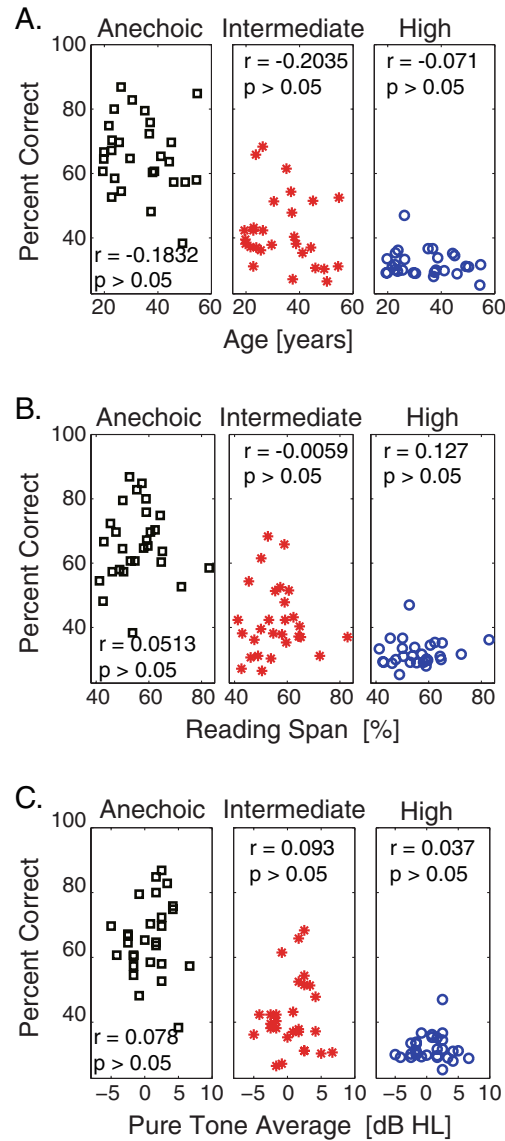 A.
Anechoic Intermediate High
100
80
60
40
Percent Correct
r = -0.1832
p > 0.05
r = -0.2035
p > 0.05
r = -0.071
p > 0.05
20 40 60 20 40 60 20 40 60
Age [years]
B.
Anechoic Intermediate High
100
80
60
40
Percent Correct
r = 0.0513
p > 0.05
r = -0.0059
p > 0.05
r = 0.127
p > 0.05
40 60 80 40 60 80 40 60 80
Reading Span [%]
C.
Anechoic Intermediate High
100
80
60
40
Percent Correct
r = 0.078
p > 0.05
r = 0.093
p > 0.05
r = 0.037
p > 0.05
−5 0 5 10 −5 0 5 10 −5 0 5 10
Pure Tone Average [dB HL]